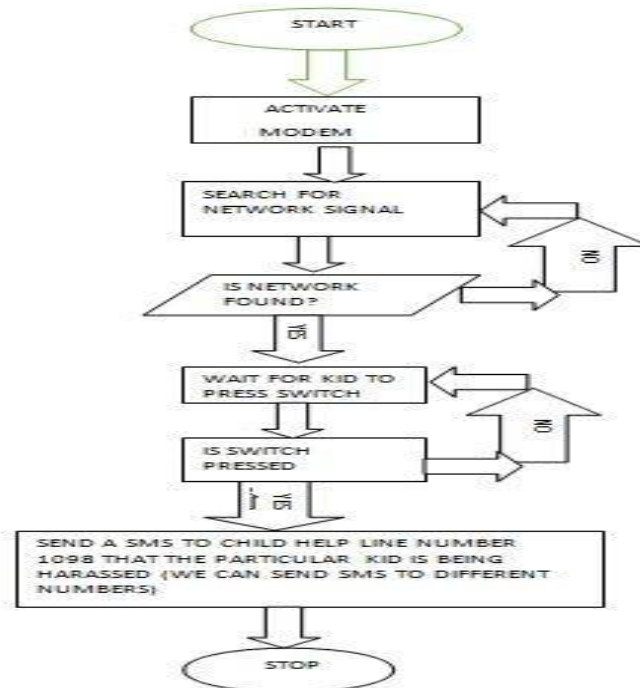 START
ACTIVATE
MODEM
SEARCH FOR
NETWORK SIGNAL
NO
IS NETWORK
FOUND?
YES
WAIT FOR KID TO
PRESS SWITCH
NO
IS SWITCH
PRESSED
YES
SEND A SMS TO CHILD HELP LINE NUMBER
1098 THAT THE PARTICULAR KID IS BEING
HARASSED (WE CAN SEND SMS TO DIFFERENT
NUMBERS)
STOP